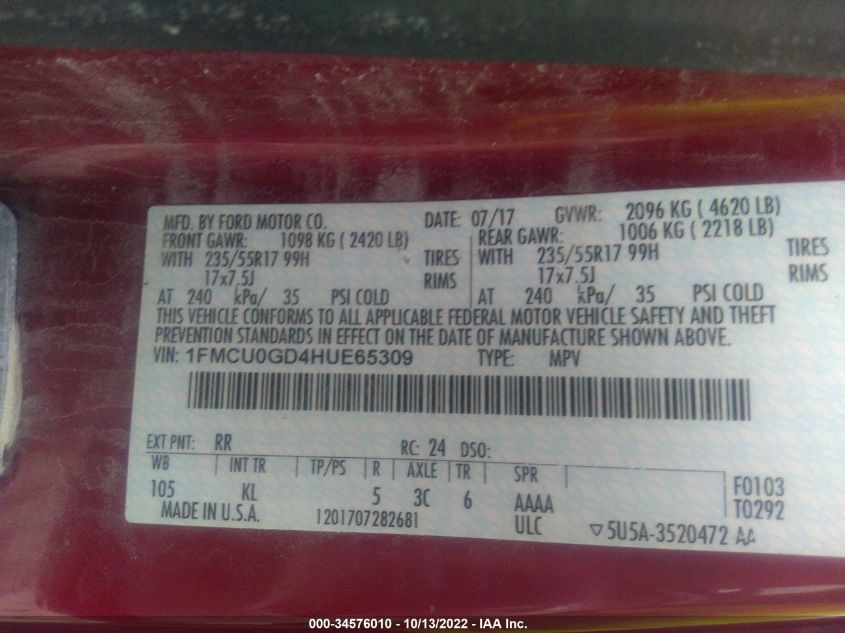 MFD. BY FORD MOTOR CO. DATE: 07/17 GVWR: 2096 KG ( 4620 LB)
FRONT GAWR: 1098 KG ( 2420 LB) REAR GAWR: 1006 KG ( 2218 LB)
WITH 235/55R17 99H TIRES WITH 235/55R17 99H TIRES
17x7.5J RIMS 17x7.5J RIMS
AT 240 kPa/ 35 PSI COLD AT 240 kPa/ 35 PSI COLD
THIS VEHICLE CONFORMS TO ALL APPLICABLE FEDERAL MOTOR VEHICLE SAFETY AND THEFT
PREVENTION STANDARDS IN EFFECT ON THE DATE OF MANUFACTURE SHOWN ABOVE.
VIN: 1FMCU0GD4HUE65309 TYPE: MPV
EXT PNT: RR RC: 24 DSO:
WB INT TR TP/PS R AXLE TR SPR
105 KL 5 3C 6 AAAA F0103
MADE IN U.S.A. 1201707282681 ULC T0292
▽5U5A-3520472 AA
000-34576010 - 10/13/2022 - IAA Inc.